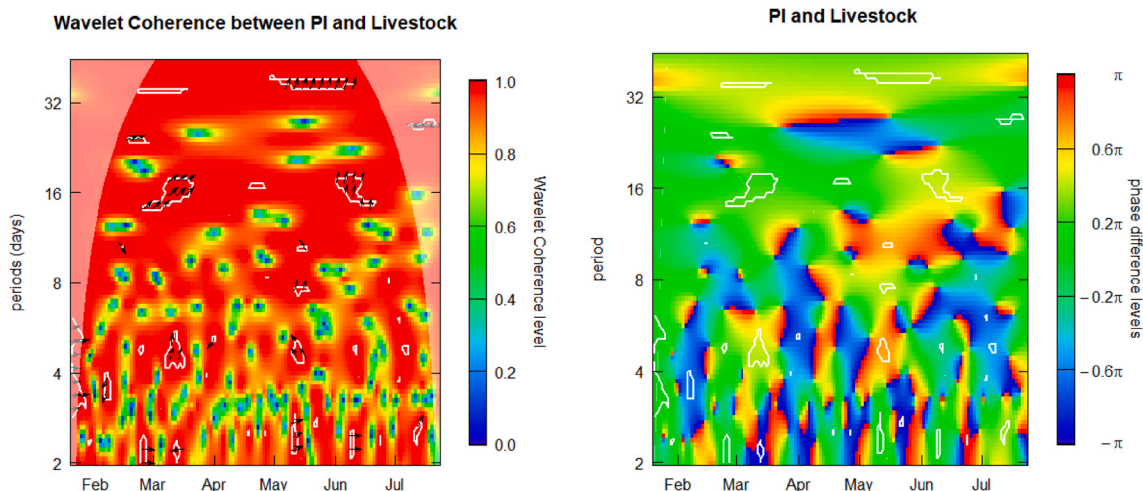 Wavelet Coherence between PI and Livestock
periods (days)
32
16
8
4
2
Feb Mar Apr May Jun Jul
1.0
0.8
0.6
0.4
0.2
0.0
Wavelet Coherence level
PI and Livestock
period
32
16
8
4
2
Feb Mar Apr May Jun Jul
π
0.6π
0.2π
−0.2π
−0.6π
−π
phase difference levels